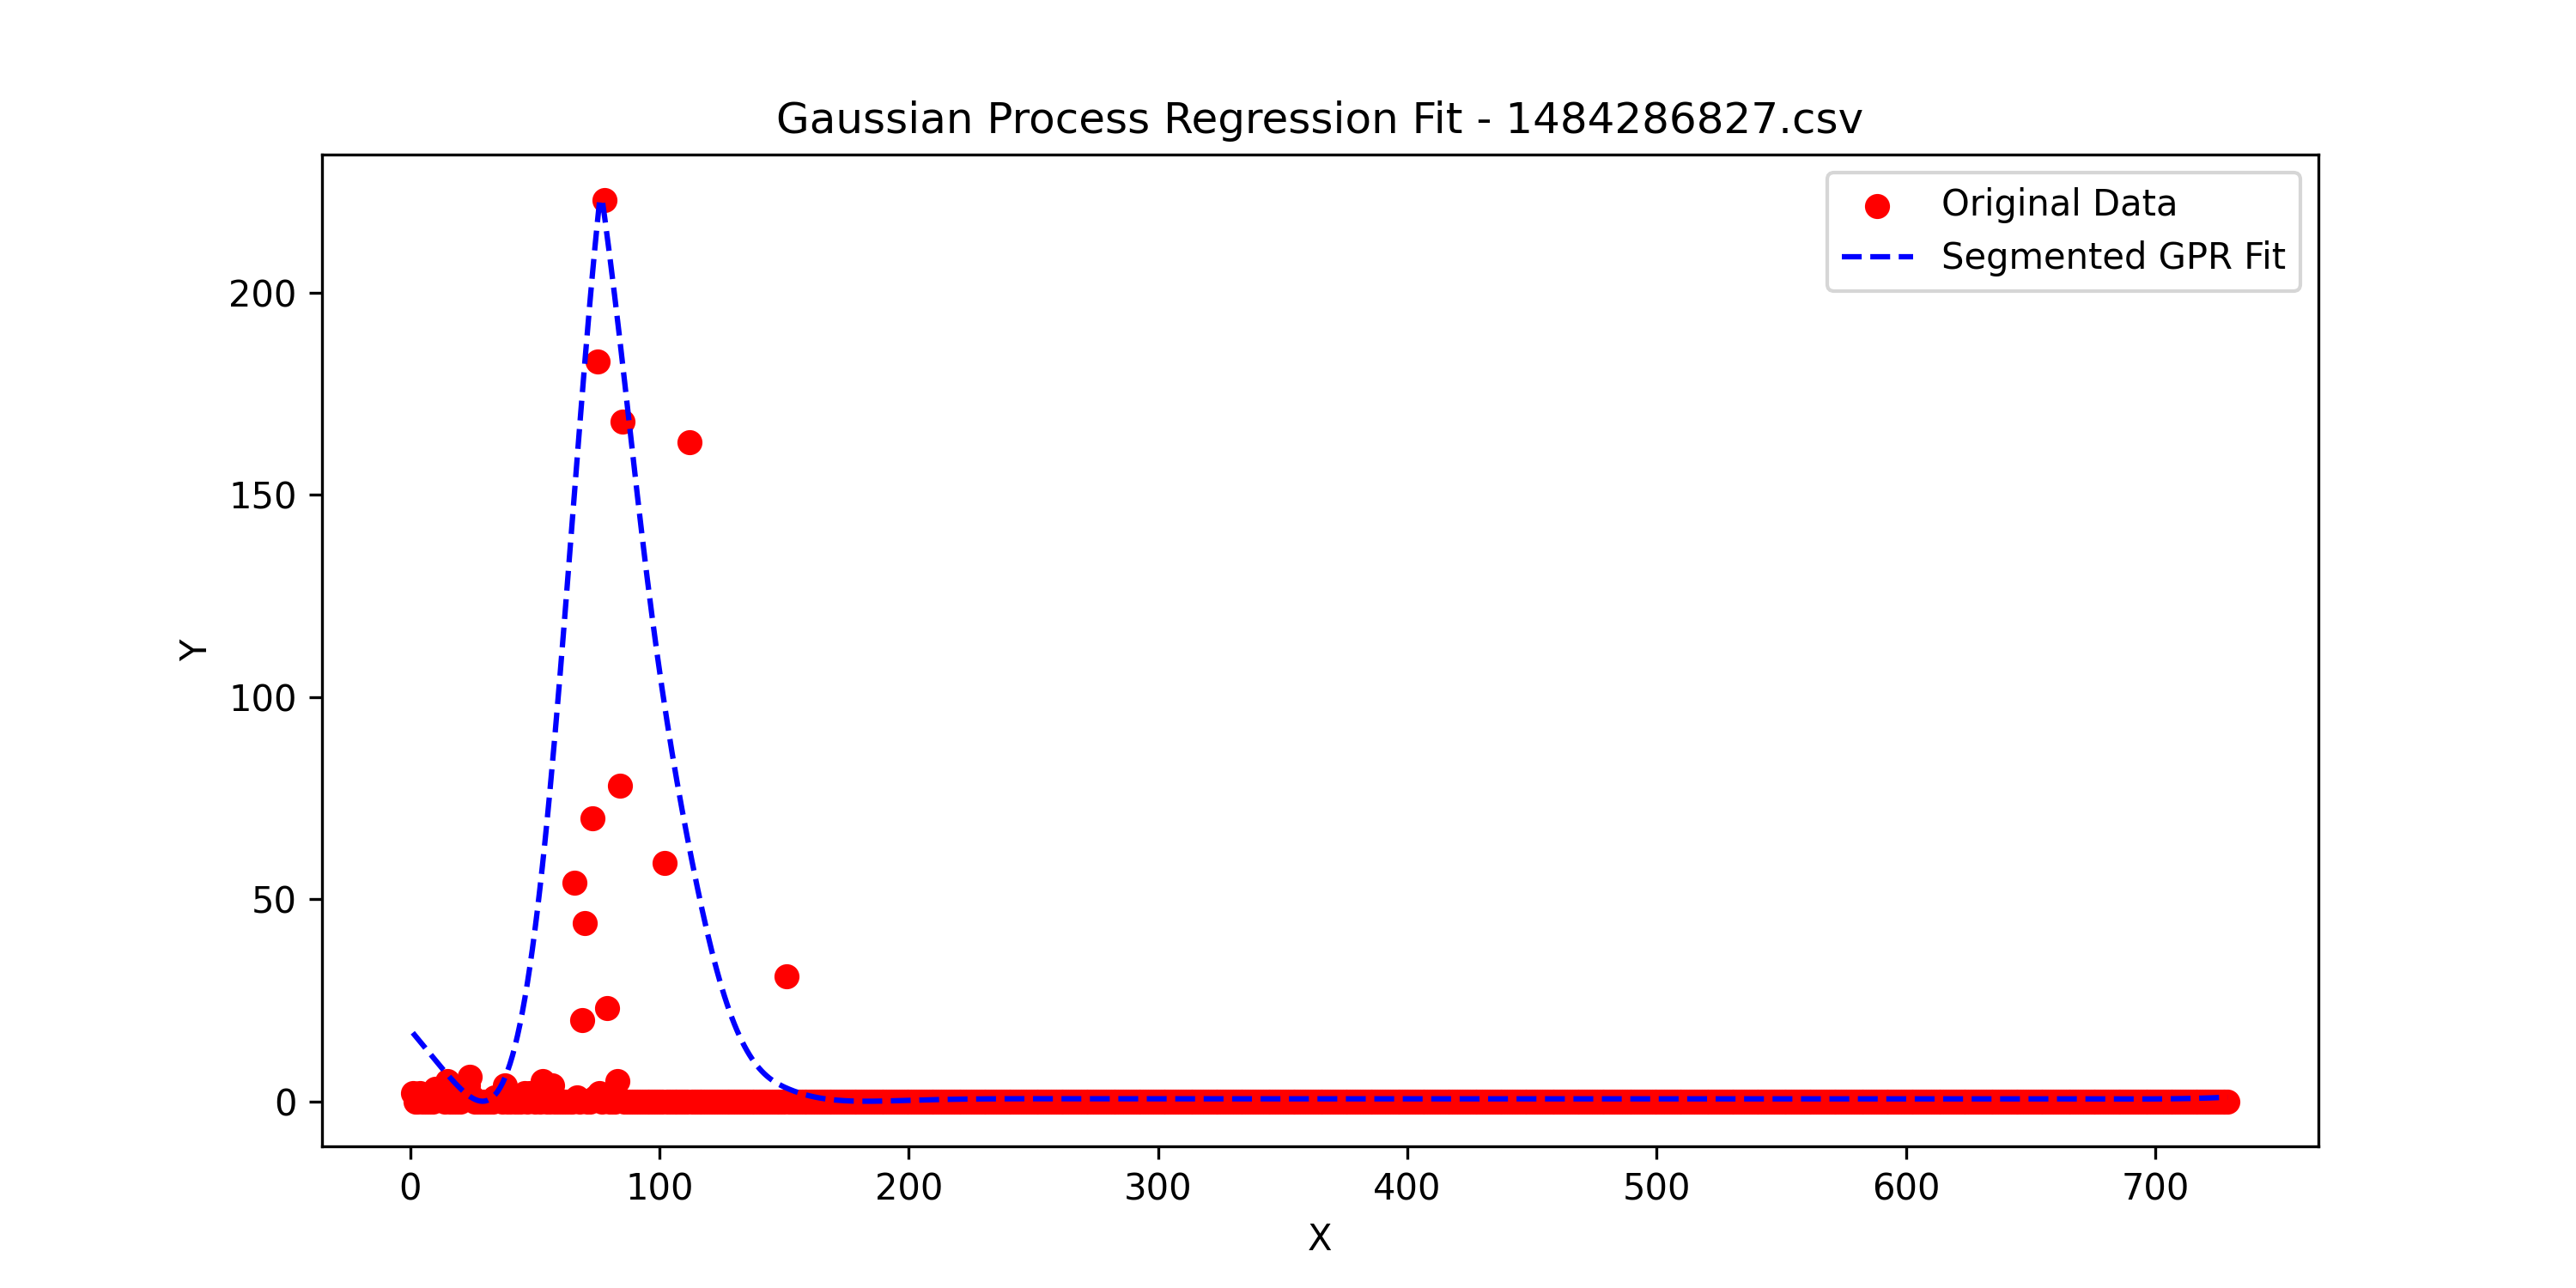 Gaussian Process Regression Fit - 1484286827.csv
Original Data
Segmented GPR Fit
200
150
100
50
0
Y
0 100 200 300 400 500 600 700
X